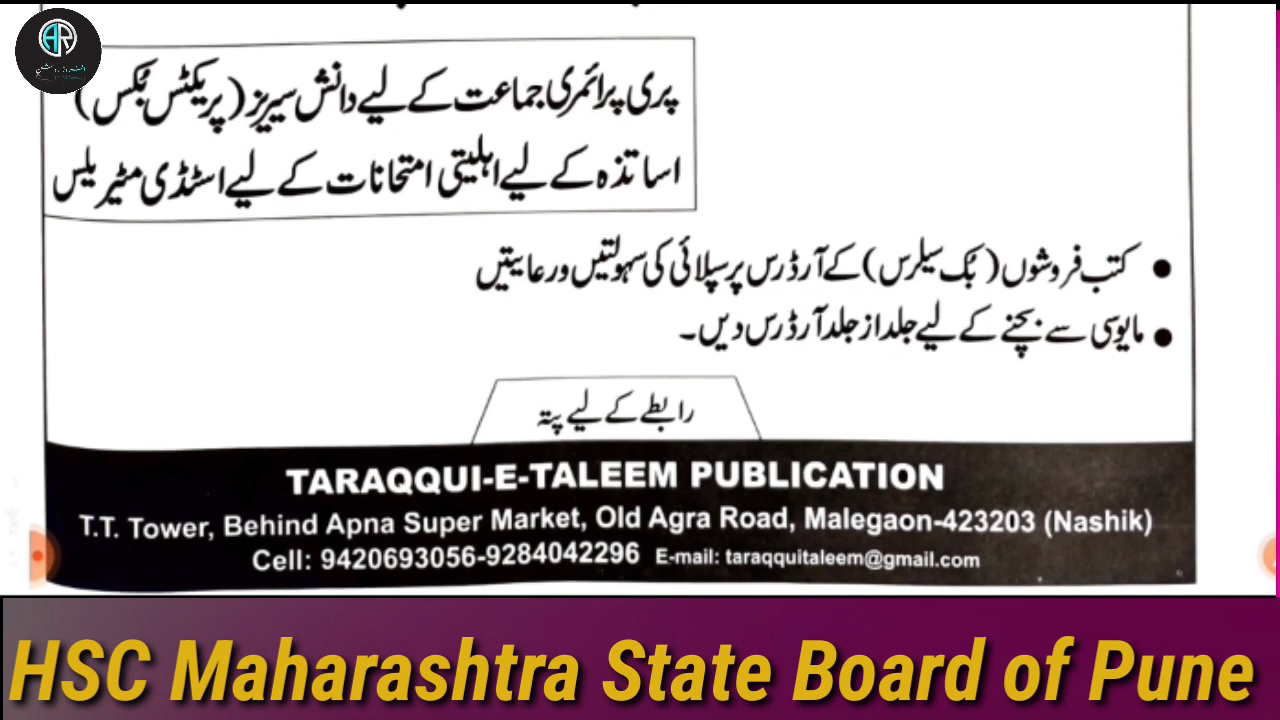 AR
پری پرائمری جماعت کے لیے دانش سیریز (پریکٹس بُکس)
اساتذہ کے لیے اہلیتی امتحانات کے لیے اسٹڈی مٹیریلس
• کتب فروشوں (بُک سیلرس) کے آرڈرس پر سپلائی کی سہولتیں و رعایتیں
• مایوسی سے بچنے کے لیے جلد از جلد آرڈرس دیں۔
رابطے کے لیے پتہ
TARAQQUI-E-TALEEM PUBLICATION
T.T. Tower, Behind Apna Super Market, Old Agra Road, Malegaon-423203 (Nashik)
Cell: 9420693056-9284042296 E-mail: taraqquitaleem@gmail.com
HSC Maharashtra State Board of Pune